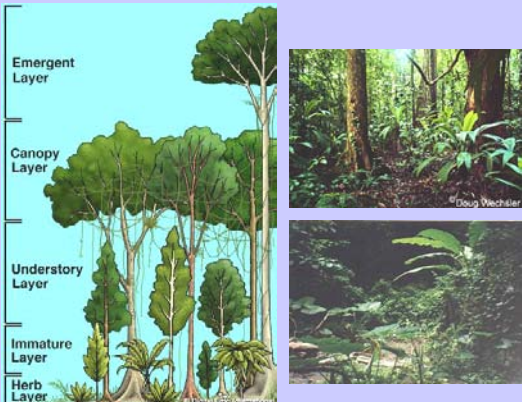 Emergent
Layer
Canopy
Layer
Understory
Layer
Immature
Layer
Herb
Layer
©Doug Wechsler